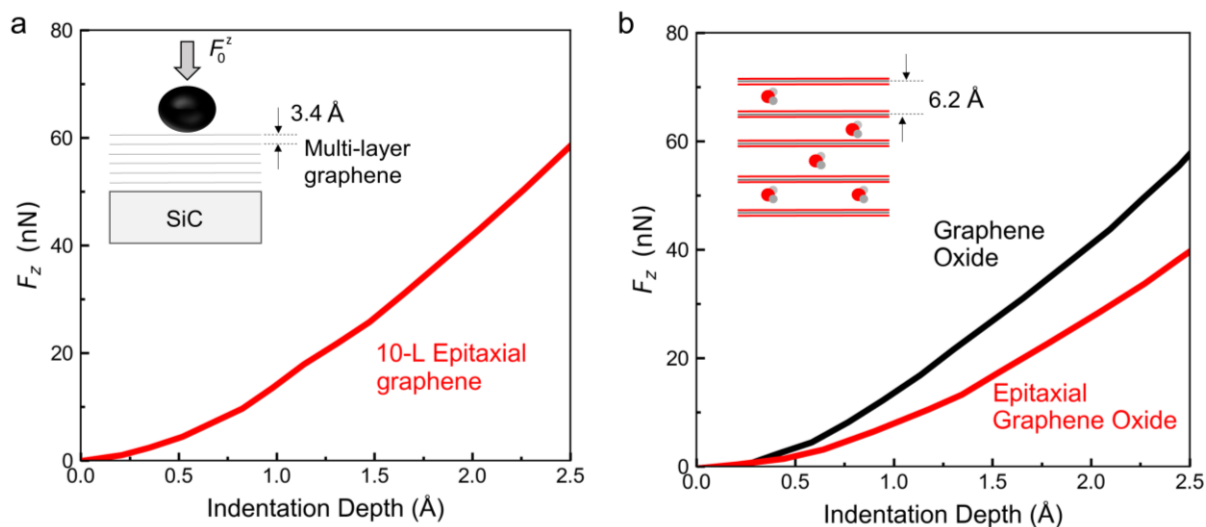 a
F_z (nN)
80
60
40
20
0
0.0 0.5 1.0 1.5 2.0 2.5
Indentation Depth (Å)
F_0^z
3.4 Å
Multi-layer
graphene
SiC
10-L Epitaxial
graphene
b
F_z (nN)
80
60
40
20
0
0.0 0.5 1.0 1.5 2.0 2.5
Indentation Depth (Å)
6.2 Å
Graphene
Oxide
Epitaxial
Graphene Oxide